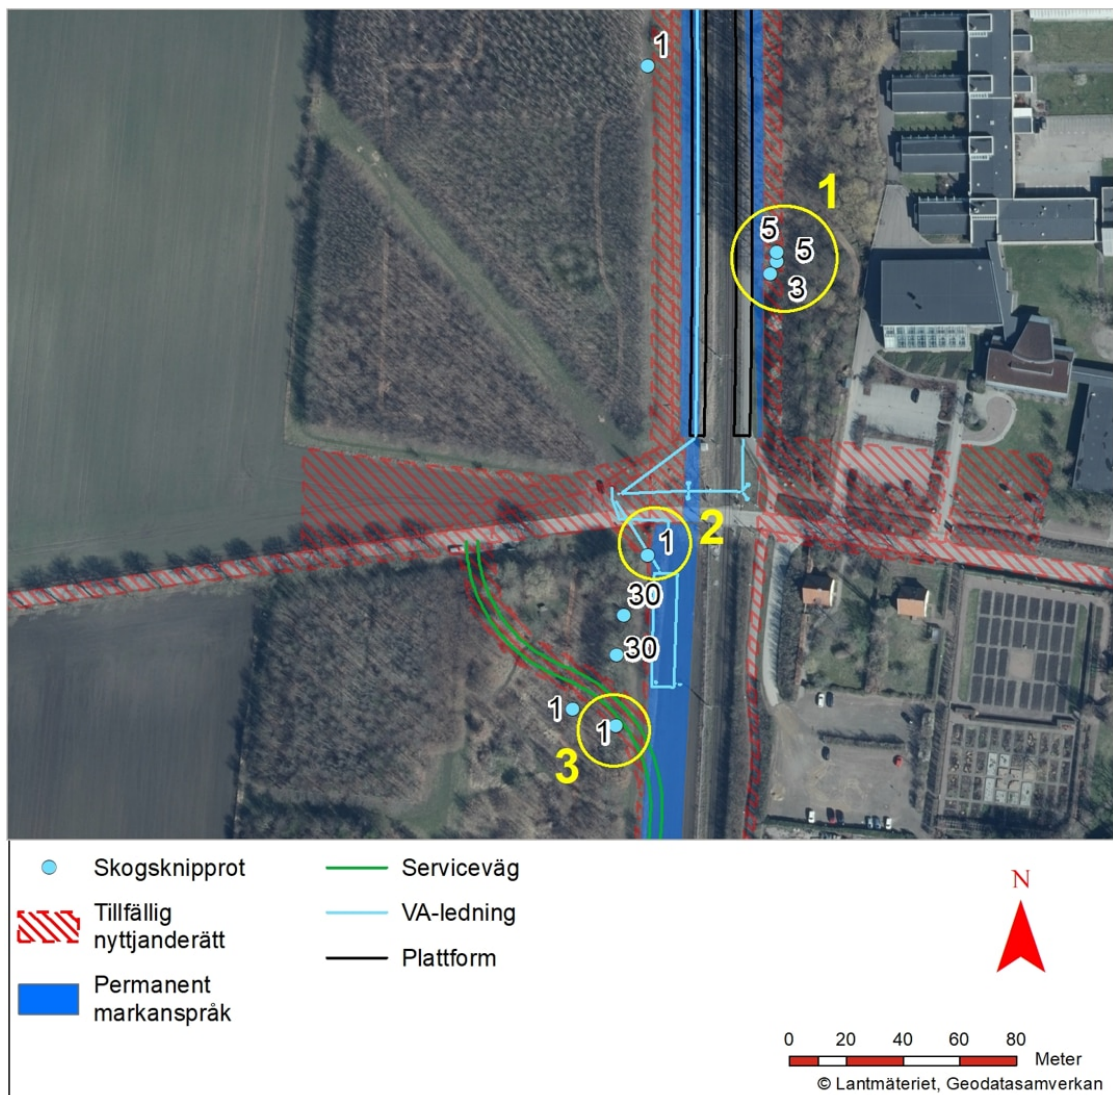 1
1
5
5
3
2
1
30
30
1
1
3
Skogsknipprot
Tillfällig
nyttjanderätt
Permanent
markanspråk
Serviceväg
VA-ledning
Plattform
N
0 20 40 60 80
Meter
© Lantmäteriet, Geodatasamverkan